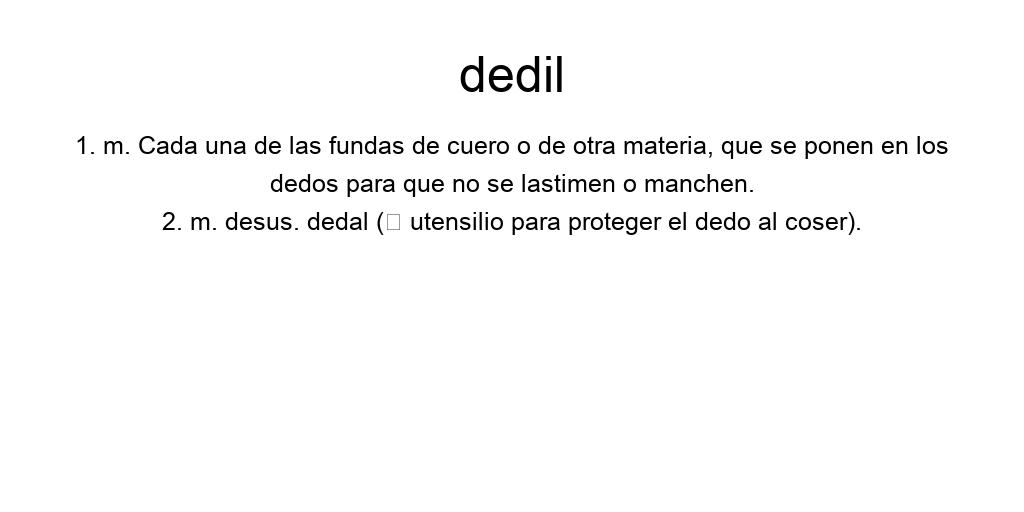 dedil
1. m. Cada una de las fundas de cuero o de otra materia, que se ponen en los
dedos para que no se lastimen o manchen.
2. m. desus. dedal (□ utensilio para proteger el dedo al coser).